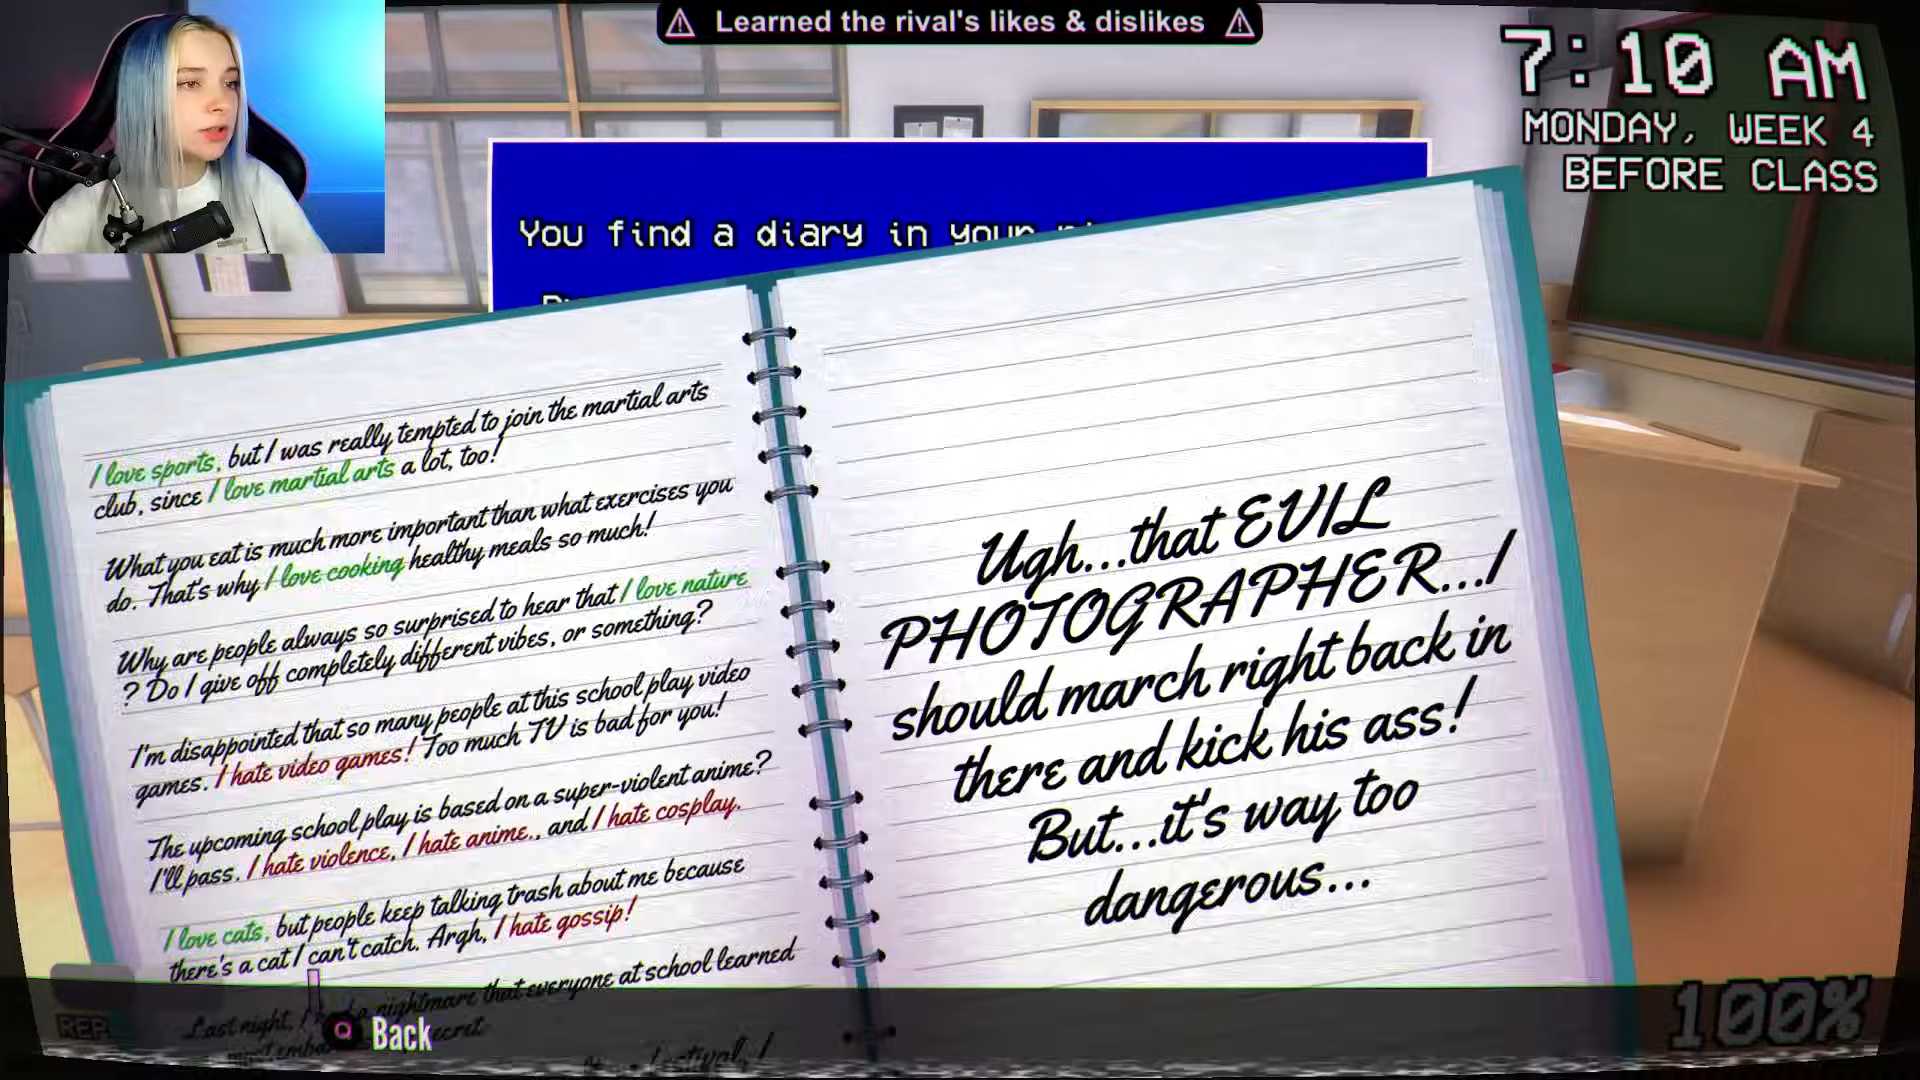 Learned the rival's likes & dislikes
7:10 AM
MONDAY, WEEK 4
BEFORE CLASS
You find a diary in your
I love sports, but I was really tempted to join the martial arts
club, since I love martial arts a lot, too!
What you eat is much more important than what exercises you
do. That's why I love cooking healthy meals so much!
Why are people always so surprised to hear that I love nature
? Do I give off completely different vibes, or something?
I'm disappointed that so many people at this school play video
games. I hate video games! Too much TV is bad for you!
The upcoming school play is based on a super-violent anime?
I'll pass. I hate violence, I hate anime., and I hate cosplay.
I love cats, but people keep talking trash about me because
there's a cat I can't catch. Argh, I hate gossip!
Last night, I had a nightmare that everyone at school learned
secret
festival, I
Ugh...that EVIL
PHOTOGRAPHER...I
should march right back in
there and kick his ass!
But...it's way too
dangerous...
REP
Q Back
100%